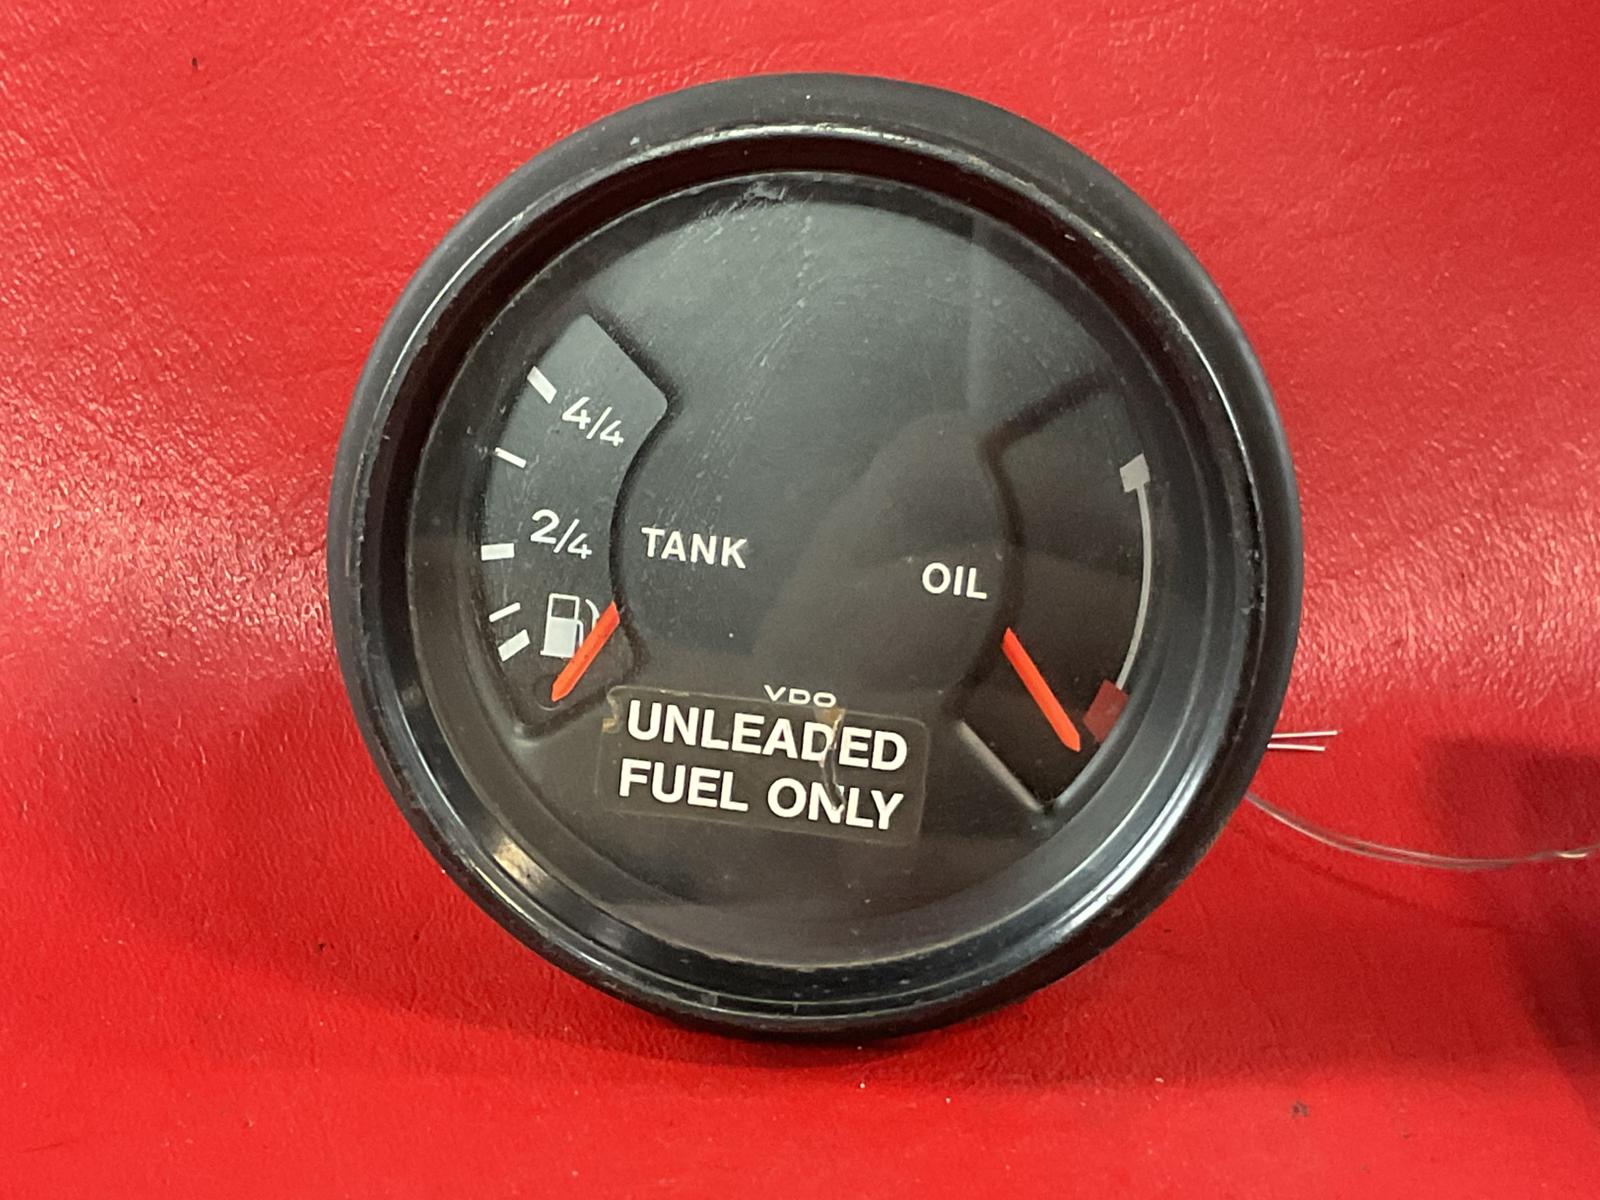 4/4
2/4
TANK
OIL
VDO
UNLEADED
FUEL ONLY